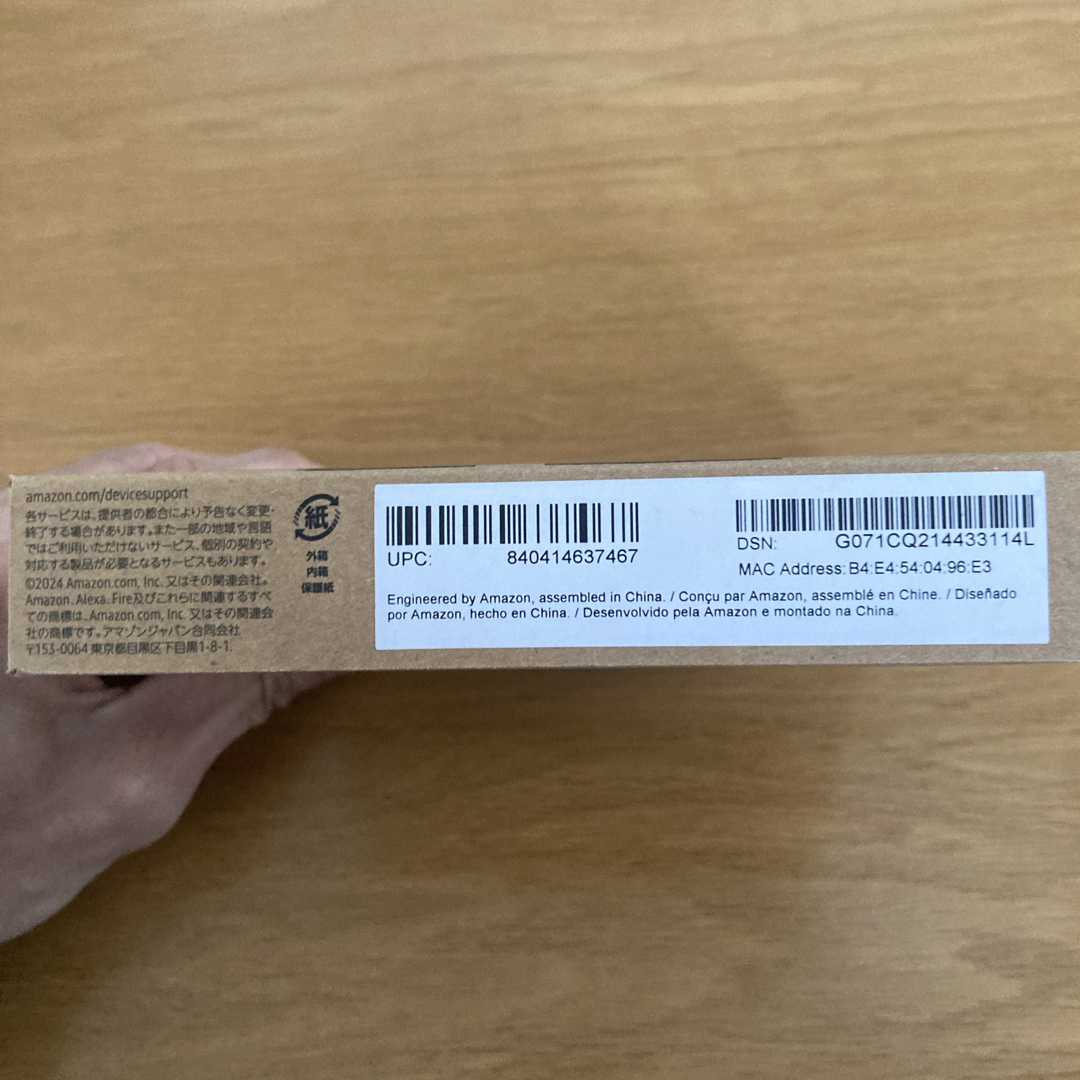 amazon.com/devicesupport
各サービスは、提供者の都合により予告なく変更・
終了する場合があります。また一部の地域や言語
ではご利用いただけないサービス、個別の契約や
対応する製品が必要となるサービスもあります。
©2024 Amazon.com, Inc. 又はその関連会社。
Amazon、Alexa、Fire及びこれらに関連するすべ
ての商標は、Amazon.com, Inc. 又はその関連会
社の商標です。アマゾンジャパン合同会社
〒153-0064 東京都目黒区下目黒1-8-1.
紙
外箱
内箱
保護紙
UPC: 840414637467
DSN: G071CQ214433114L
MAC Address: B4:E4:54:04:96:E3
Engineered by Amazon, assembled in China. / Conçu par Amazon, assemblé en Chine. / Diseñado
por Amazon, hecho en China. / Desenvolvido pela Amazon e montado na China.